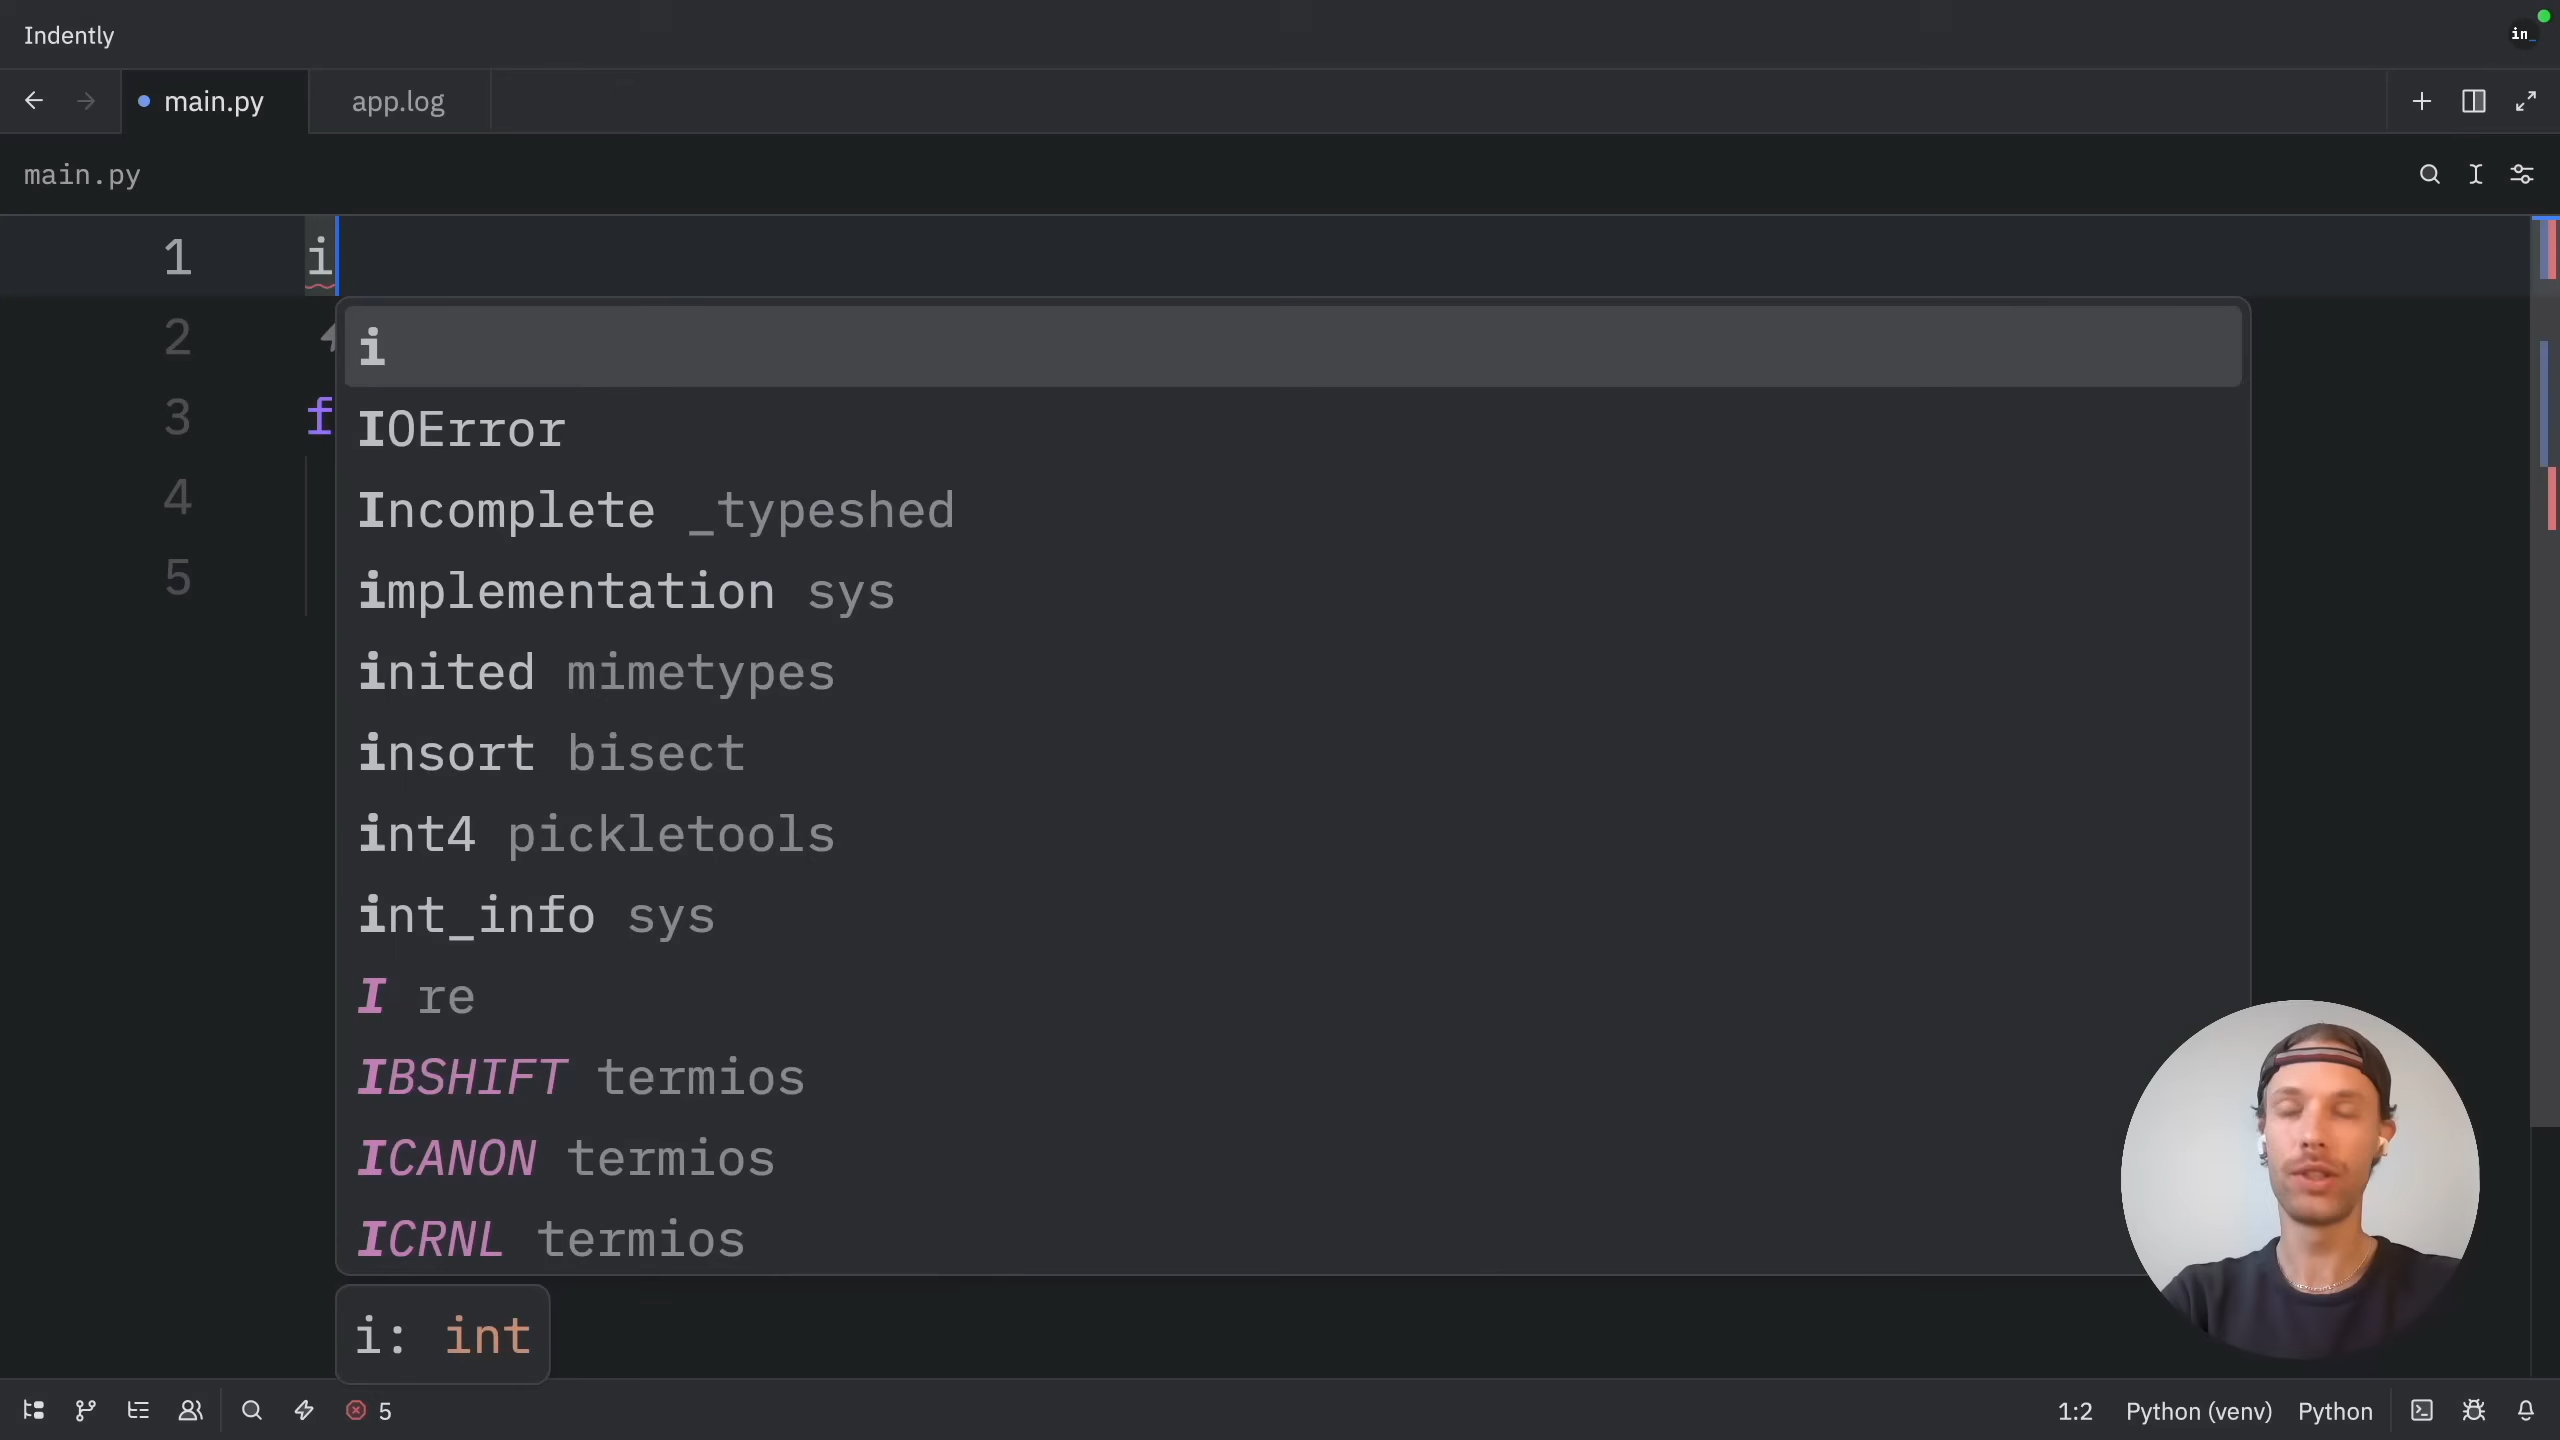 Indently
in_
main.py
app.log
main.py
1 i
2
3 f
4
5
i
IOError
Incomplete _typeshed
implementation sys
inited mimetypes
insort bisect
int4 pickletools
int_info sys
I re
IBSHIFT termios
ICANON termios
ICRNL termios
i: int
5
1:2
Python (venv)
Python